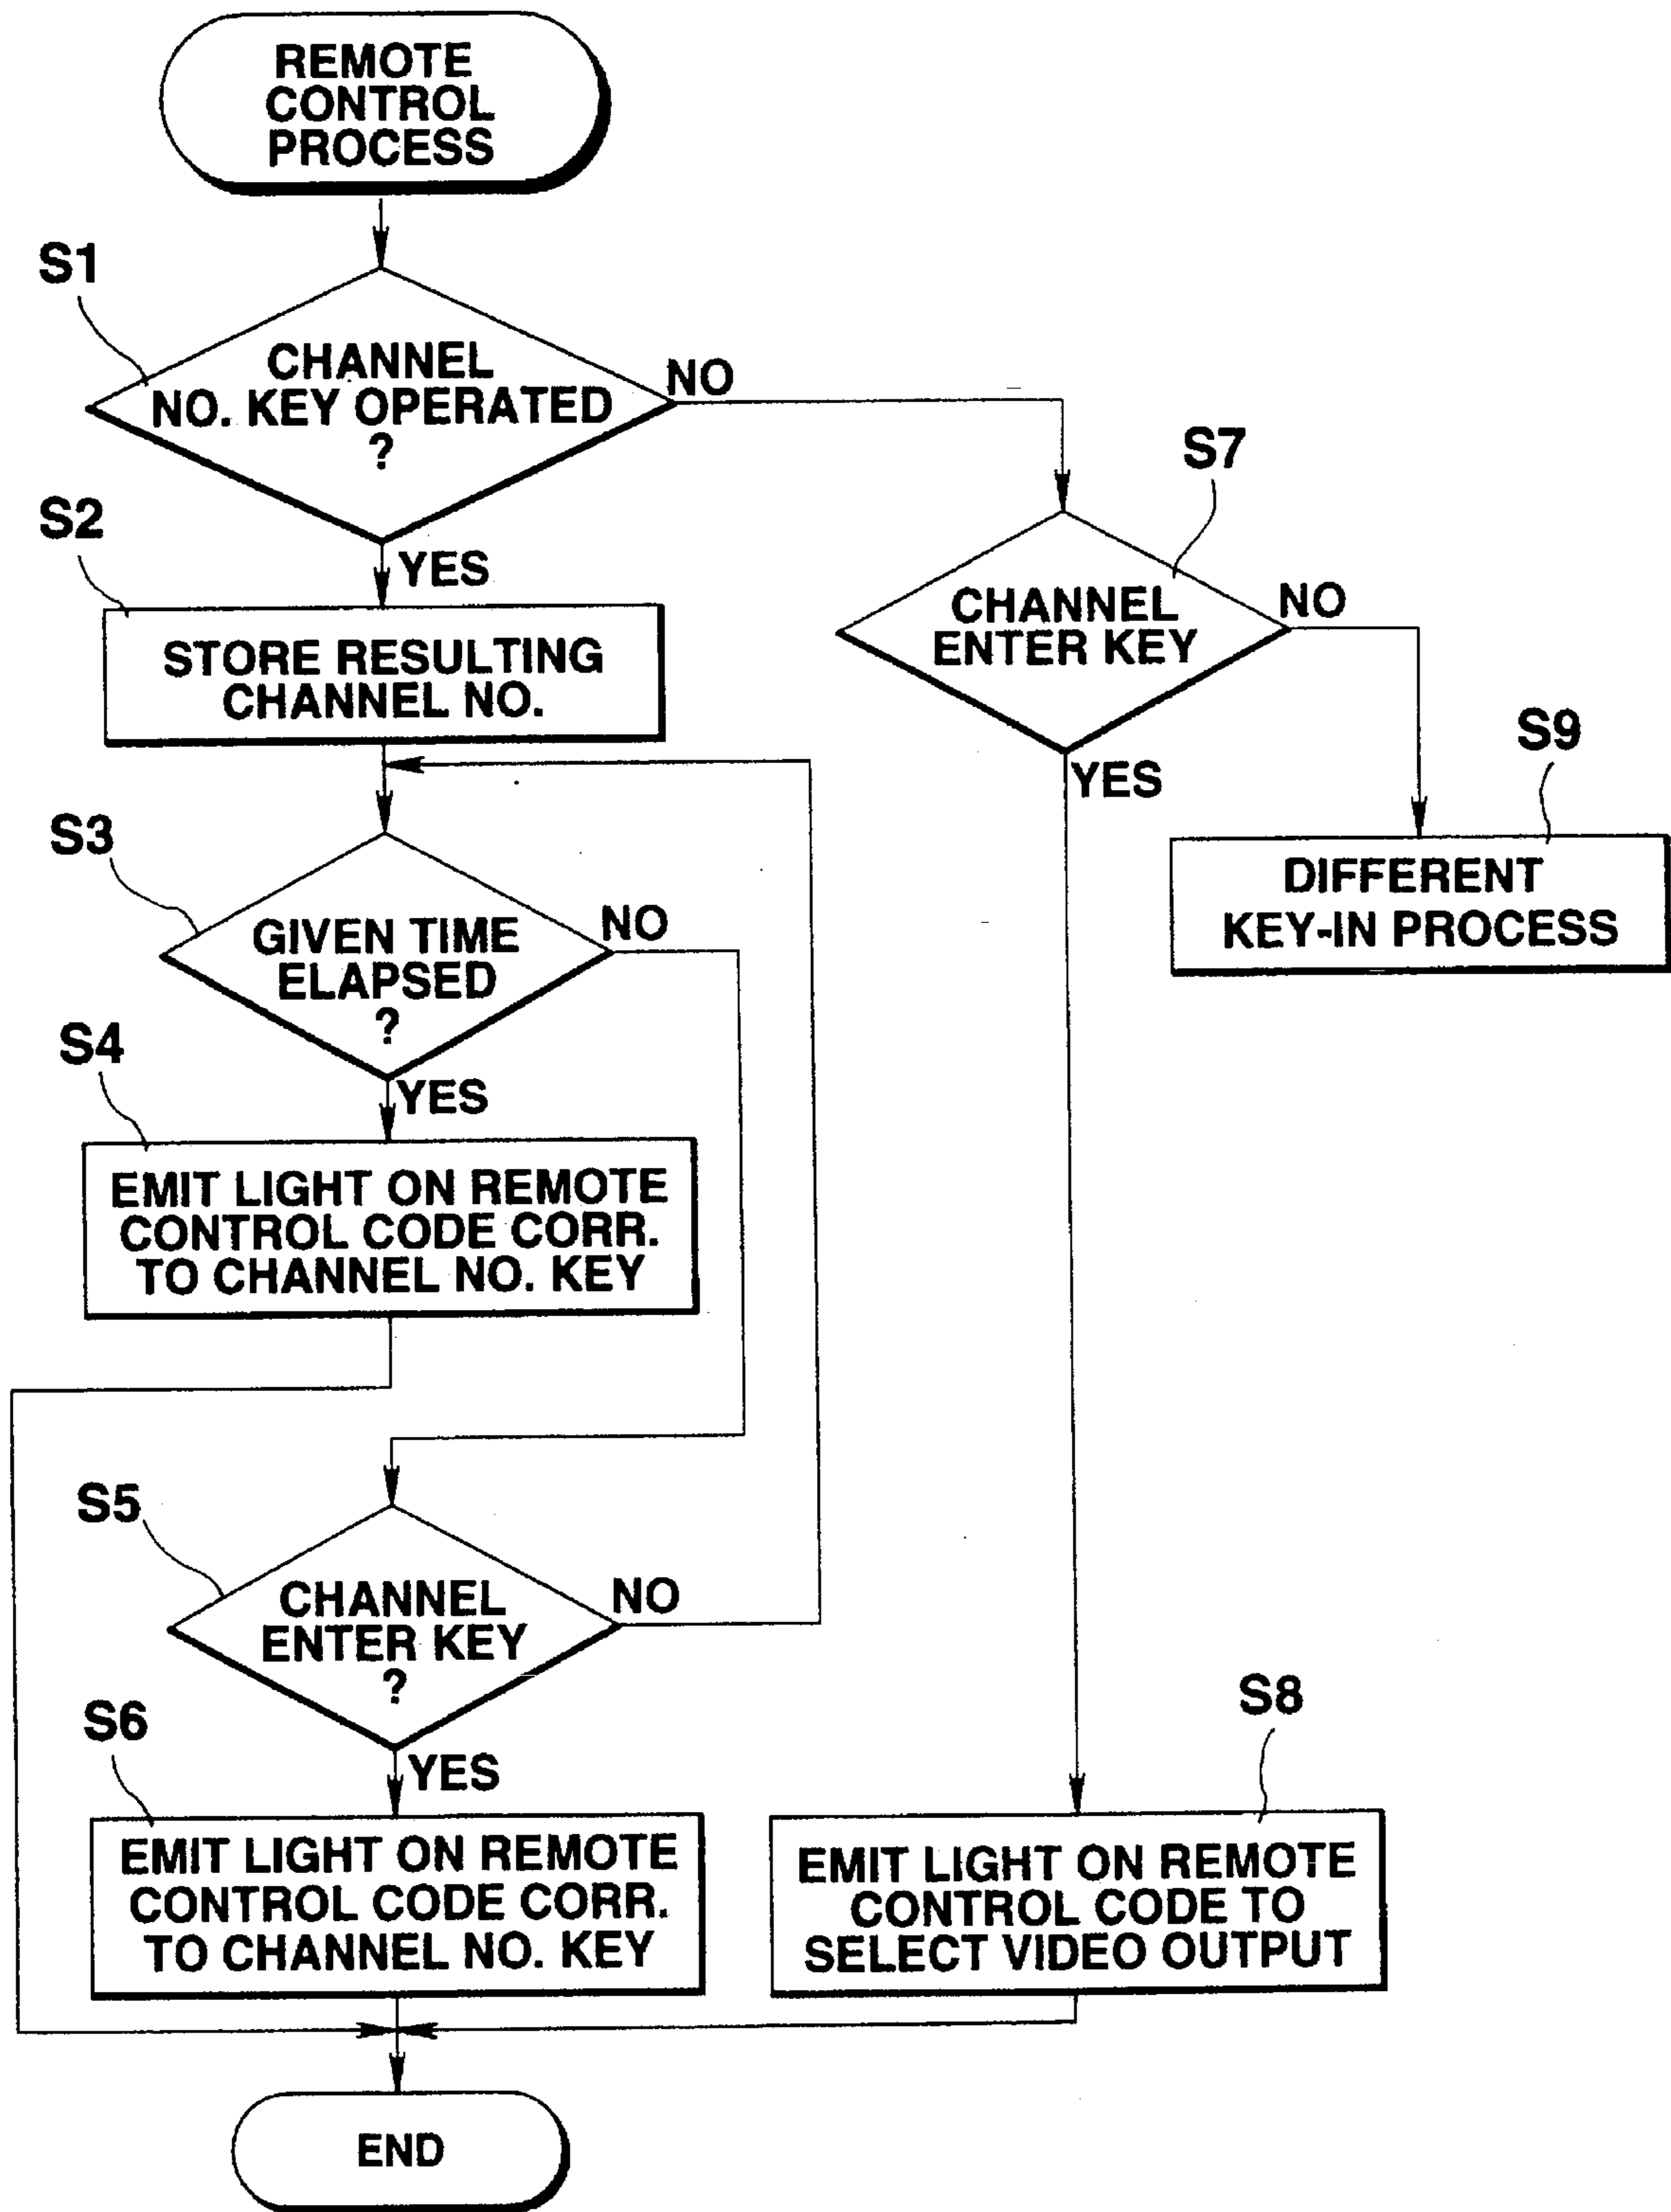 REMOTE
CONTROL
PROCESS
S1
CHANNEL
NO. KEY OPERATED
?
NO
YES
S2
STORE RESULTING
CHANNEL NO.
S3
GIVEN TIME
ELAPSED
?
NO
YES
S4
EMIT LIGHT ON REMOTE
CONTROL CODE CORR.
TO CHANNEL NO. KEY
S5
CHANNEL
ENTER KEY
?
NO
YES
S6
EMIT LIGHT ON REMOTE
CONTROL CODE CORR.
TO CHANNEL NO. KEY
S7
CHANNEL
ENTER KEY
NO
YES
S9
DIFFERENT
KEY-IN PROCESS
S8
EMIT LIGHT ON REMOTE
CONTROL CODE TO
SELECT VIDEO OUTPUT
END